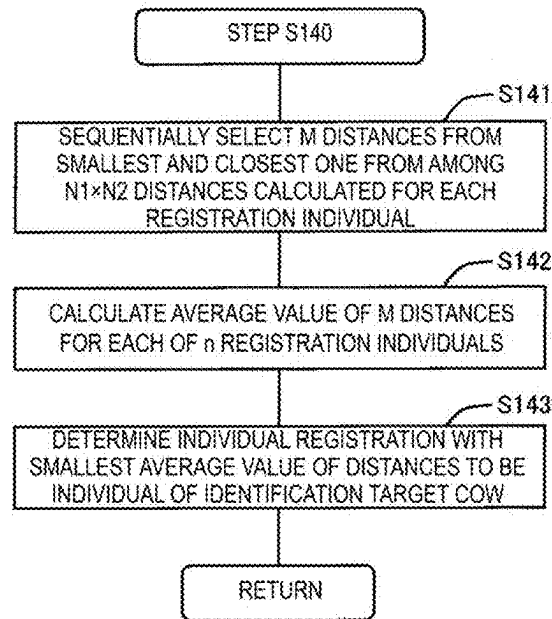 STEP S140
S141
SEQUENTIALLY SELECT M DISTANCES FROM
SMALLEST AND CLOSEST ONE FROM AMONG
N1×N2 DISTANCES CALCULATED FOR EACH
REGISTRATION INDIVIDUAL
S142
CALCULATE AVERAGE VALUE OF M DISTANCES
FOR EACH OF n REGISTRATION INDIVIDUALS
S143
DETERMINE INDIVIDUAL REGISTRATION WITH
SMALLEST AVERAGE VALUE OF DISTANCES TO BE
INDIVIDUAL OF IDENTIFICATION TARGET COW
RETURN